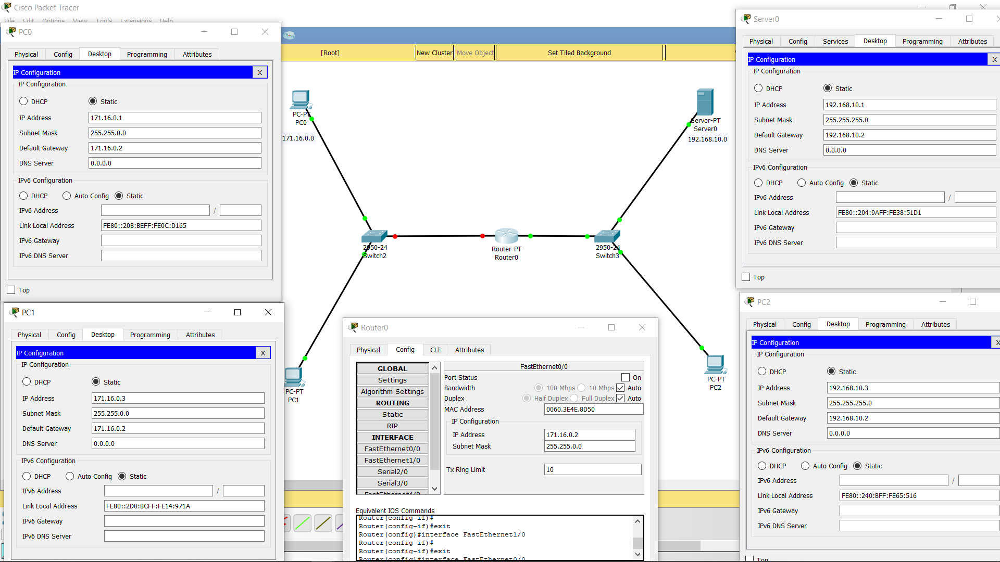 Cisco Packet Tracer
File Edit Options View Tools Extensions Help
PC0
Physical Config Desktop Programming Attributes
IP Configuration X
IP Configuration
DHCP Static
IP Address 171.16.0.1
Subnet Mask 255.255.0.0
Default Gateway 171.16.0.2
DNS Server 0.0.0.0
IPv6 Configuration
DHCP Auto Config Static
IPv6 Address /
Link Local Address FE80::20B:BEFF:FE0C:D165
IPv6 Gateway
IPv6 DNS Server
Top
[Root] New Cluster Move Object Set Tiled Background
PC-PT
PC0
171.16.0.0
Server-PT
Server0
192.168.10.0
2950-24
Switch2
Router-PT
Router0
2950-24
Switch3
PC-PT
PC1
PC-PT
PC2
Server0
Physical Config Services Desktop Programming Attributes
IP Configuration X
IP Configuration
DHCP Static
IP Address 192.168.10.1
Subnet Mask 255.255.255.0
Default Gateway 192.168.10.2
DNS Server 0.0.0.0
IPv6 Configuration
DHCP Auto Config Static
IPv6 Address /
Link Local Address FE80::204:9AFF:FE38:51D1
IPv6 Gateway
IPv6 DNS Server
Top
PC1
Physical Config Desktop Programming Attributes
IP Configuration X
IP Configuration
DHCP Static
IP Address 171.16.0.3
Subnet Mask 255.255.0.0
Default Gateway 171.16.0.2
DNS Server 0.0.0.0
IPv6 Configuration
DHCP Auto Config Static
IPv6 Address /
Link Local Address FE80::2D0:BCFF:FE14:971A
IPv6 Gateway
IPv6 DNS Server
Router0
Physical Config CLI Attributes
GLOBAL
Settings
Algorithm Settings
ROUTING
Static
RIP
INTERFACE
FastEthernet0/0
FastEthernet1/0
Serial2/0
Serial3/0
FastEthernet4/0
FastEthernet0/0
Port Status On
Bandwidth 100 Mbps 10 Mbps Auto
Duplex Half Duplex Full Duplex Auto
MAC Address 0060.3E4E.8D50
IP Configuration
IP Address 171.16.0.2
Subnet Mask 255.255.0.0
Tx Ring Limit 10
Equivalent IOS Commands
Router(config-if)#
Router(config-if)#exit
Router(config)#interface FastEthernet1/0
Router(config-if)#
Router(config-if)#exit
Router(config)#interface FastEthernet0/0
PC2
Physical Config Desktop Programming Attributes
IP Configuration X
IP Configuration
DHCP Static
IP Address 192.168.10.3
Subnet Mask 255.255.255.0
Default Gateway 192.168.10.2
DNS Server 0.0.0.0
IPv6 Configuration
DHCP Auto Config Static
IPv6 Address /
Link Local Address FE80::240:BFF:FE65:516
IPv6 Gateway
IPv6 DNS Server
Top